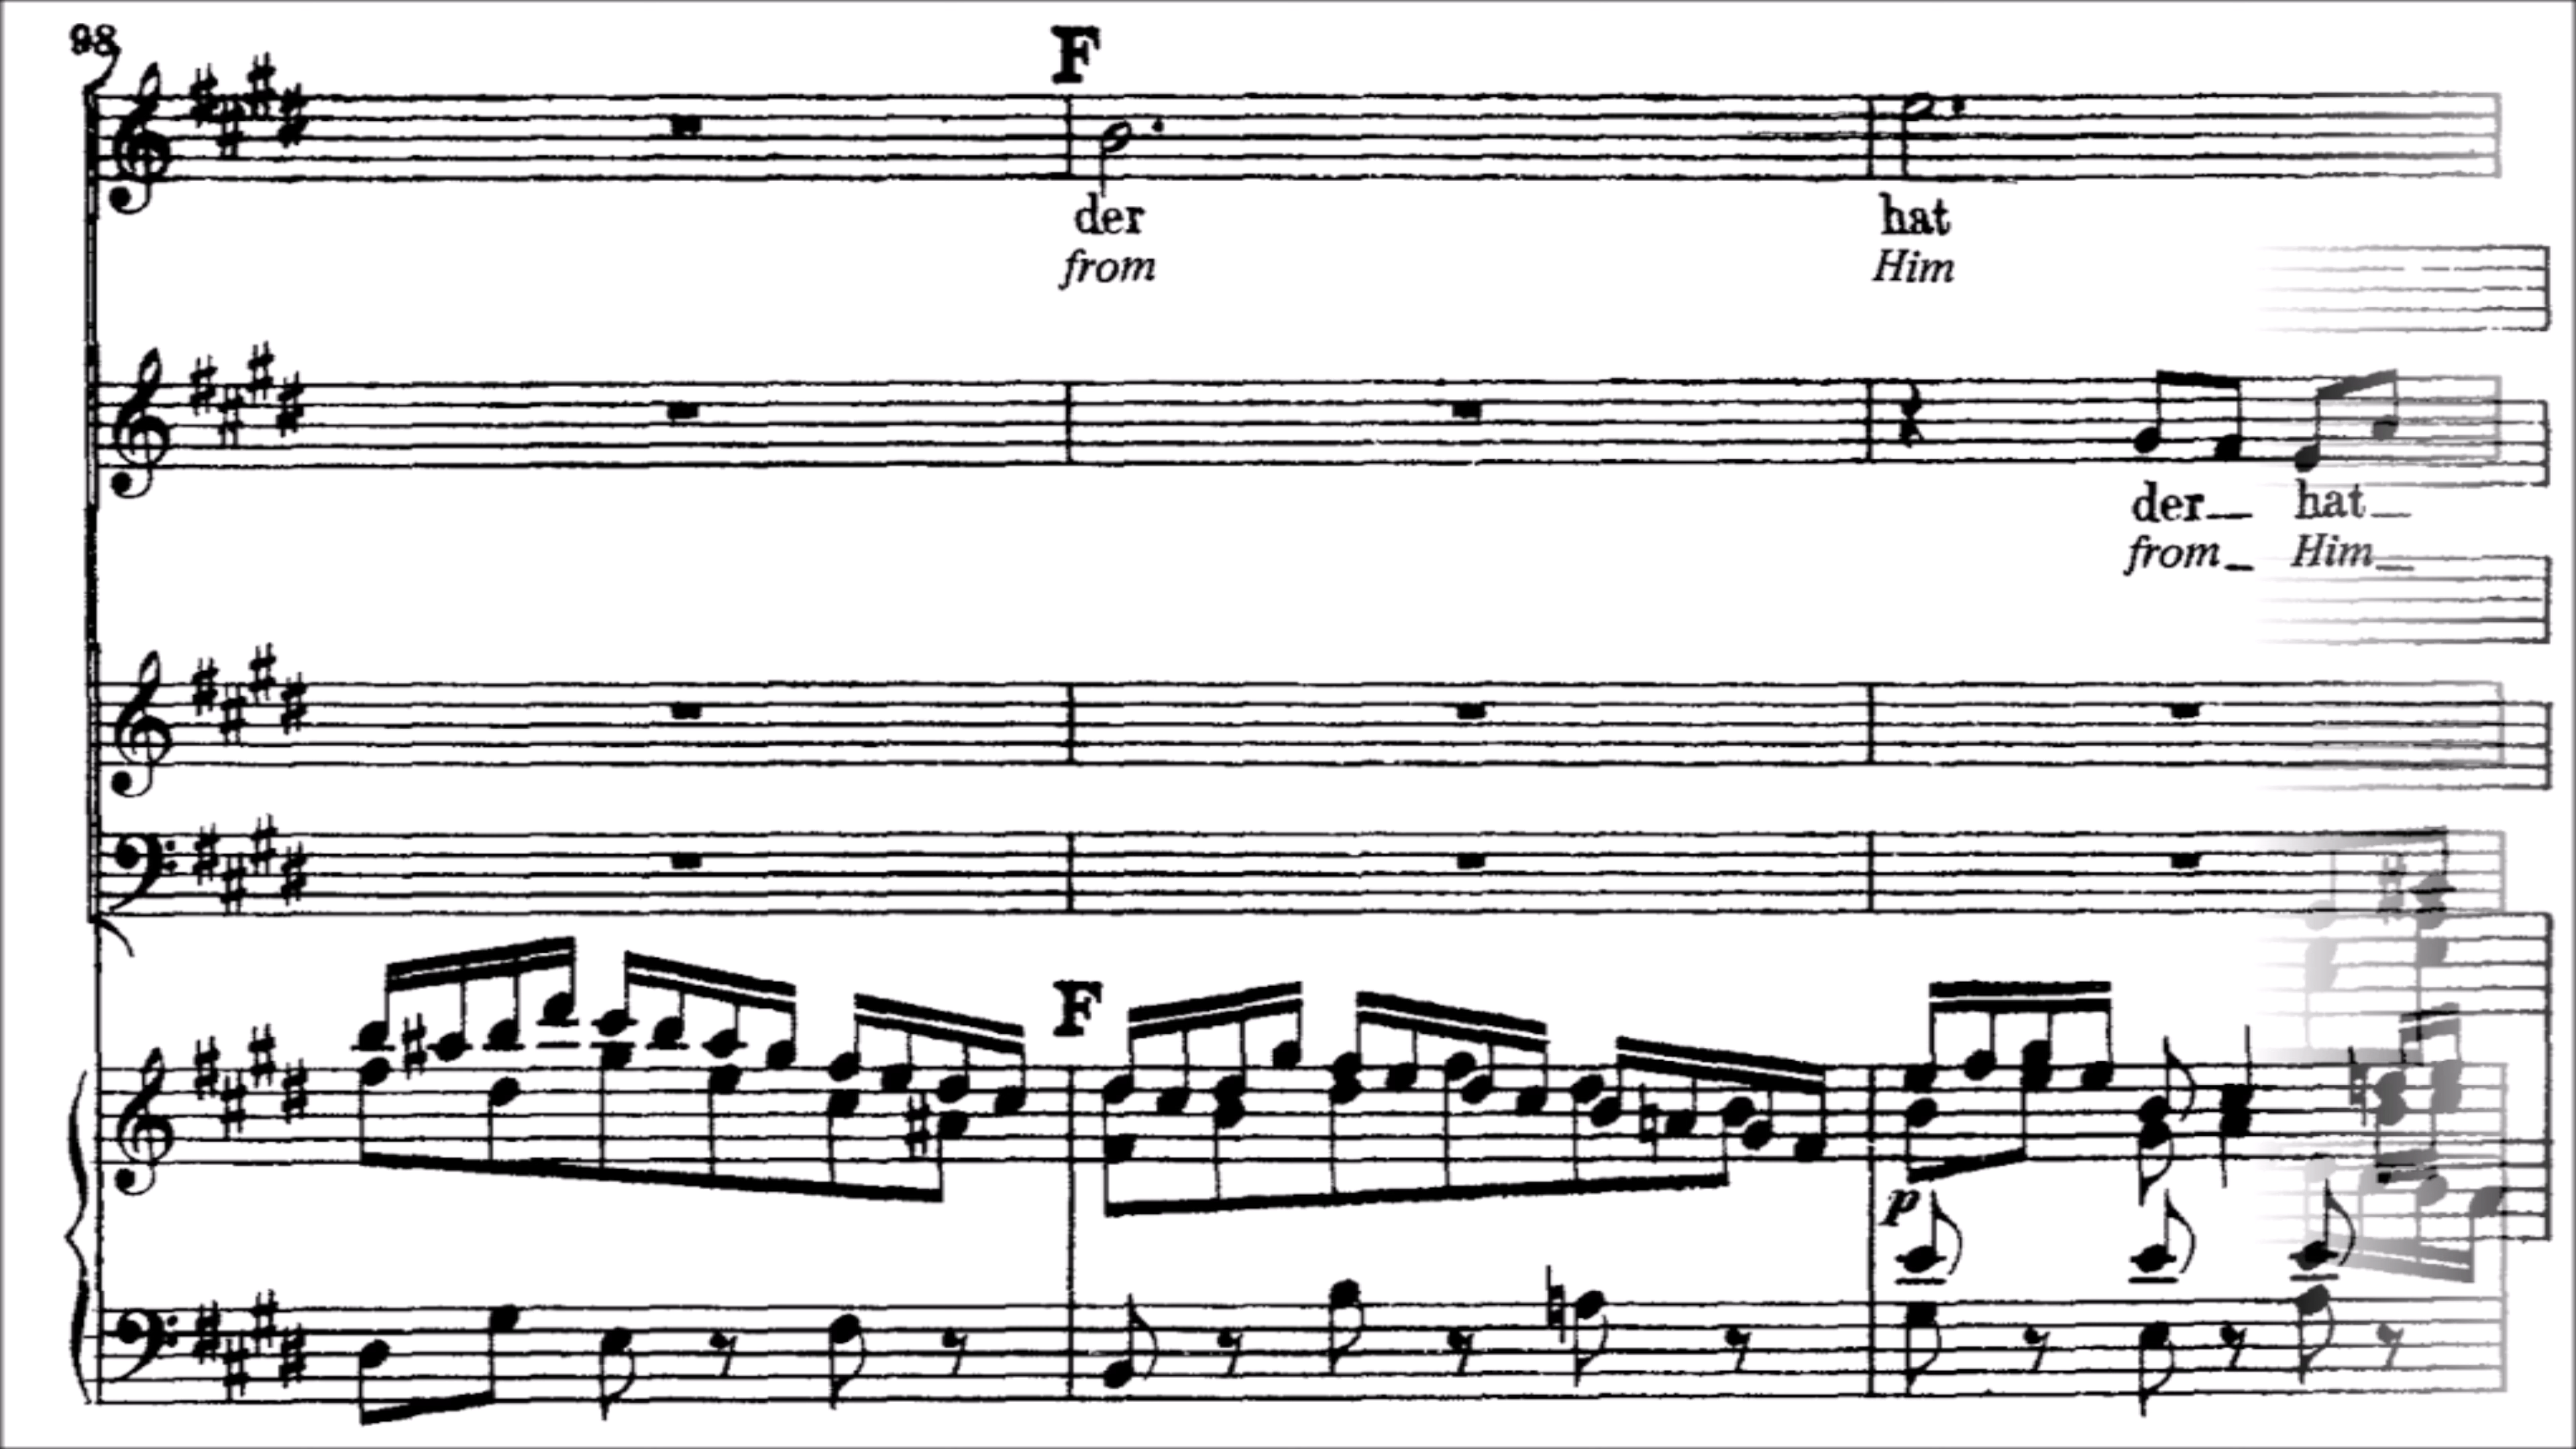 98
F
der hat
from Him
der_ hat_
from_ Him_
F
p